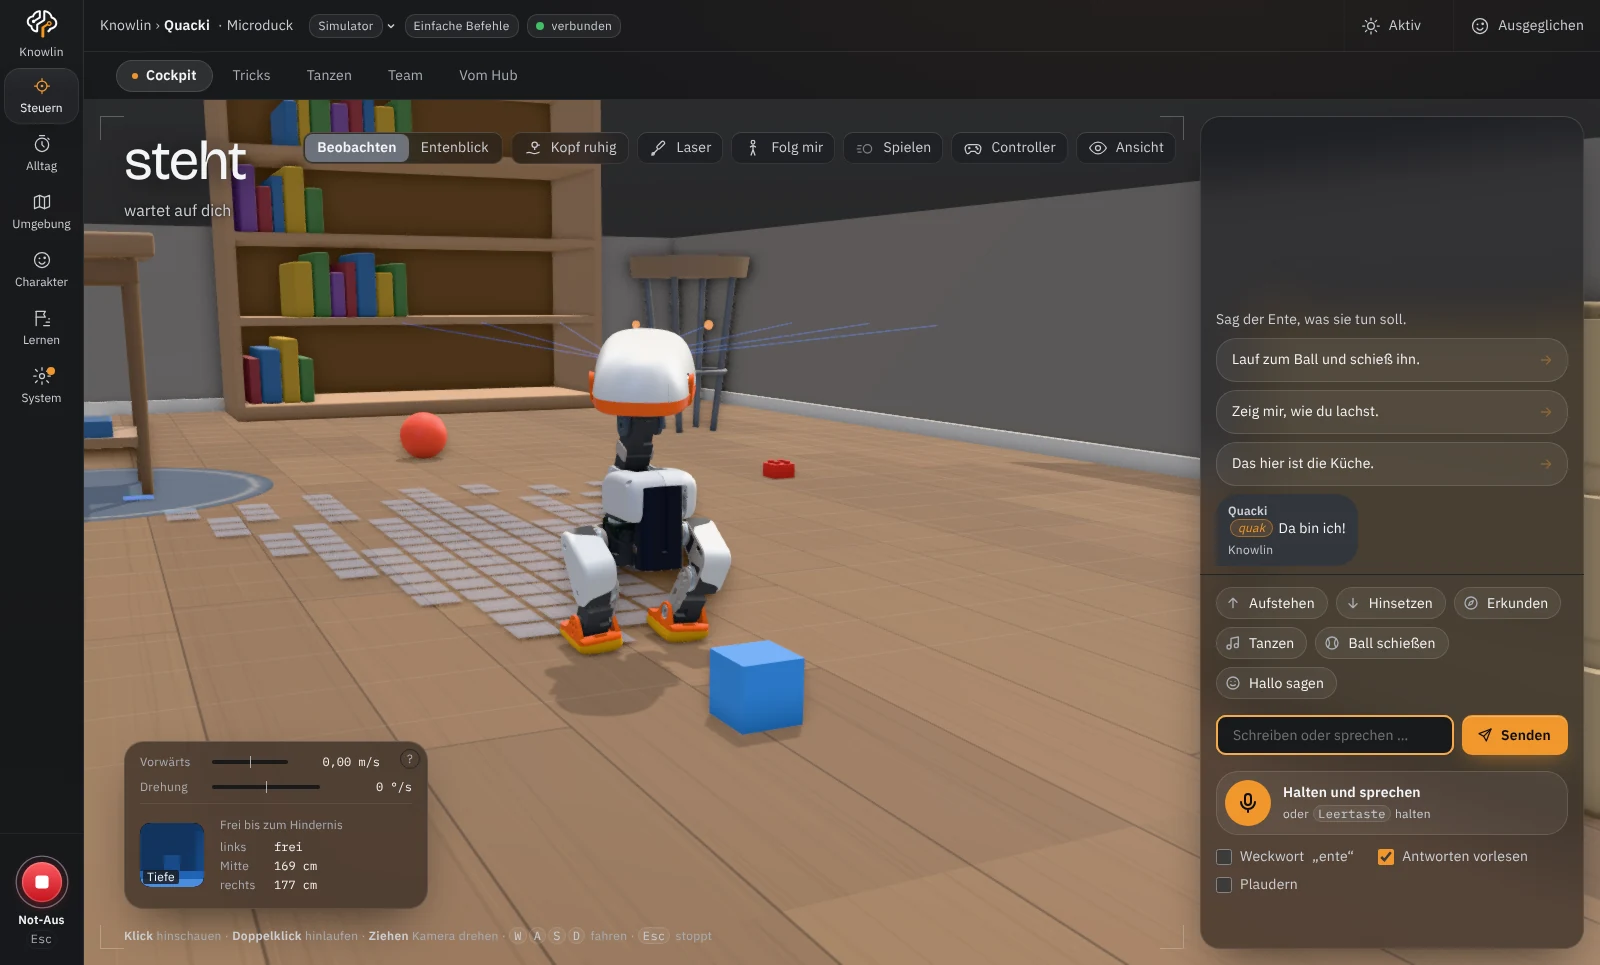 Knowlin
Steuern
Alltag
Umgebung
Charakter
Lernen
System
Not-Aus
Esc
Knowlin › Quacki · Microduck
Simulator
Einfache Befehle
verbunden
Aktiv
Ausgeglichen
Cockpit
Tricks
Tanzen
Team
Vom Hub
steht
wartet auf dich
Beobachten
Entenblick
Kopf ruhig
Laser
Folg mir
Spielen
Controller
Ansicht
Vorwärts 0,00 m/s
?
Drehung 0 °/s
Tiefe
Frei bis zum Hindernis
links frei
Mitte 169 cm
rechts 177 cm
Klick hinschauen · Doppelklick hinlaufen · Ziehen Kamera drehen · W A S D fahren · Esc stoppt
Sag der Ente, was sie tun soll.
Lauf zum Ball und schieß ihn. →
Zeig mir, wie du lachst. →
Das hier ist die Küche. →
Quacki
quak Da bin ich!
Knowlin
Aufstehen
Hinsetzen
Erkunden
Tanzen
Ball schießen
Hallo sagen
Schreiben oder sprechen ...
Senden
Halten und sprechen
oder Leertaste halten
Weckwort „ente“
Antworten vorlesen
Plaudern